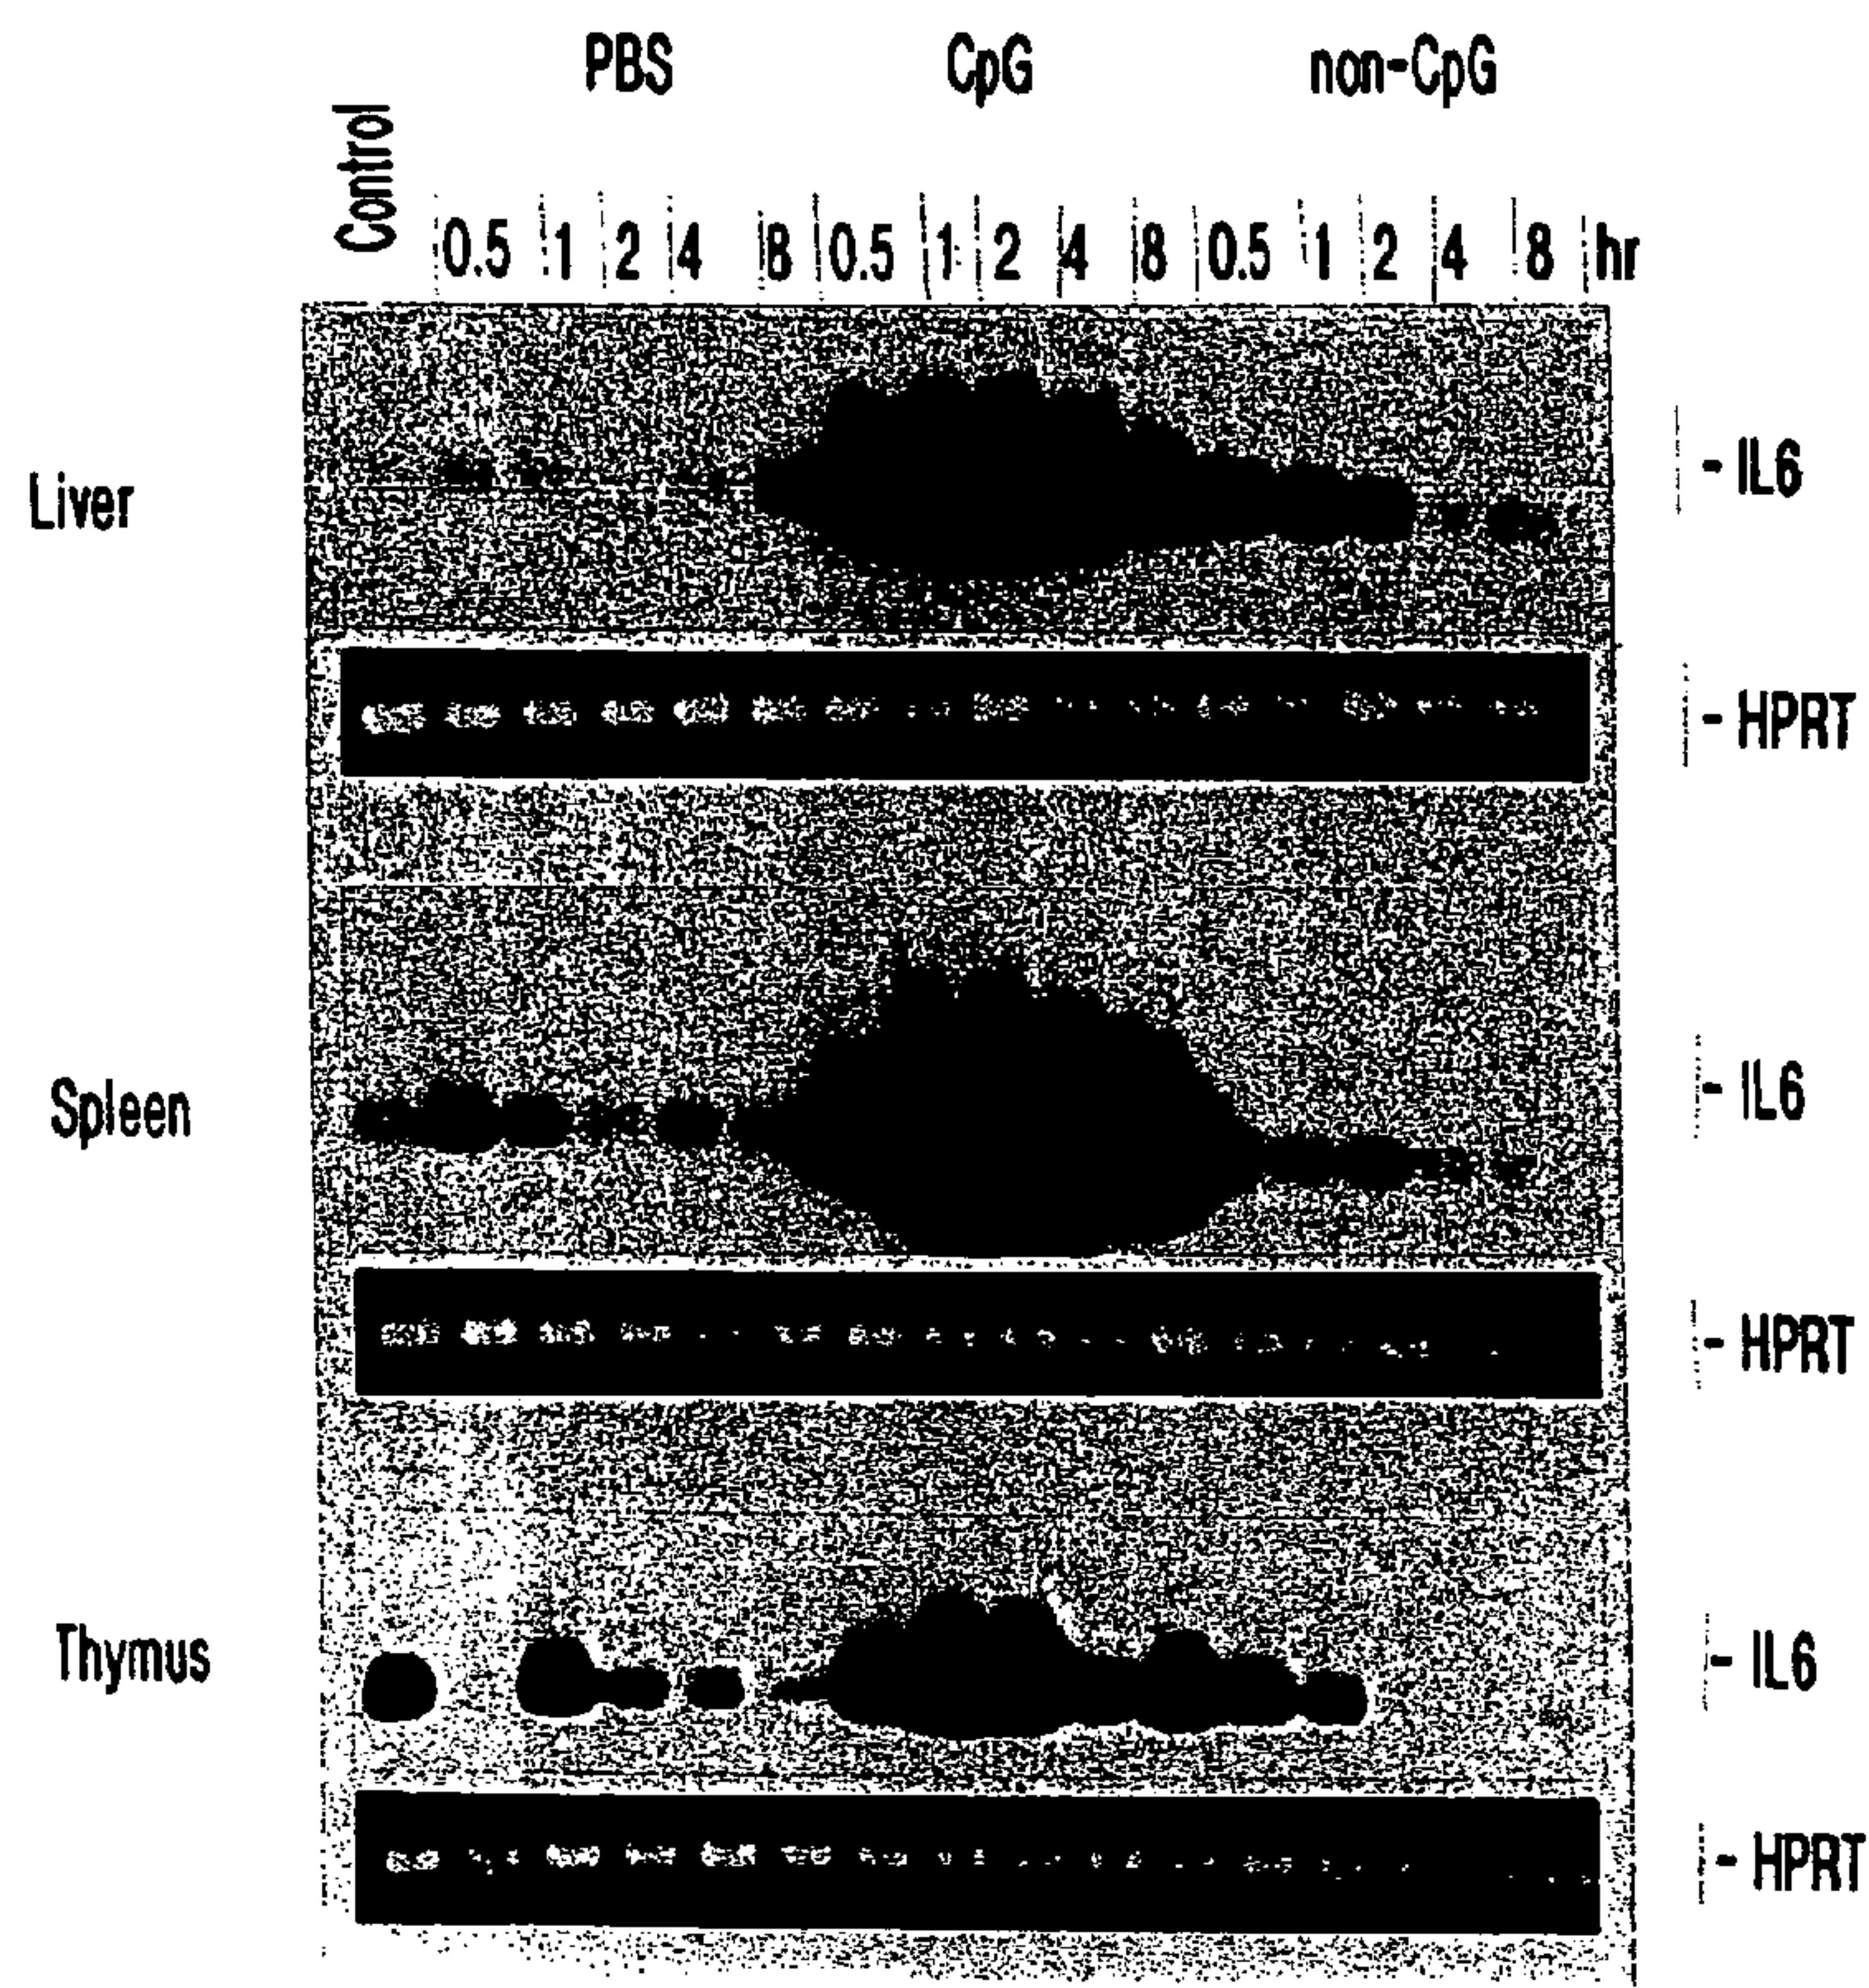 PBS CpG non-CpG
Control
0.5 1 2 4 8 0.5 1 2 4 8 0.5 1 2 4 8 hr
Liver
- IL6
- HPRT
Spleen
- IL6
- HPRT
Thymus
- IL6
- HPRT